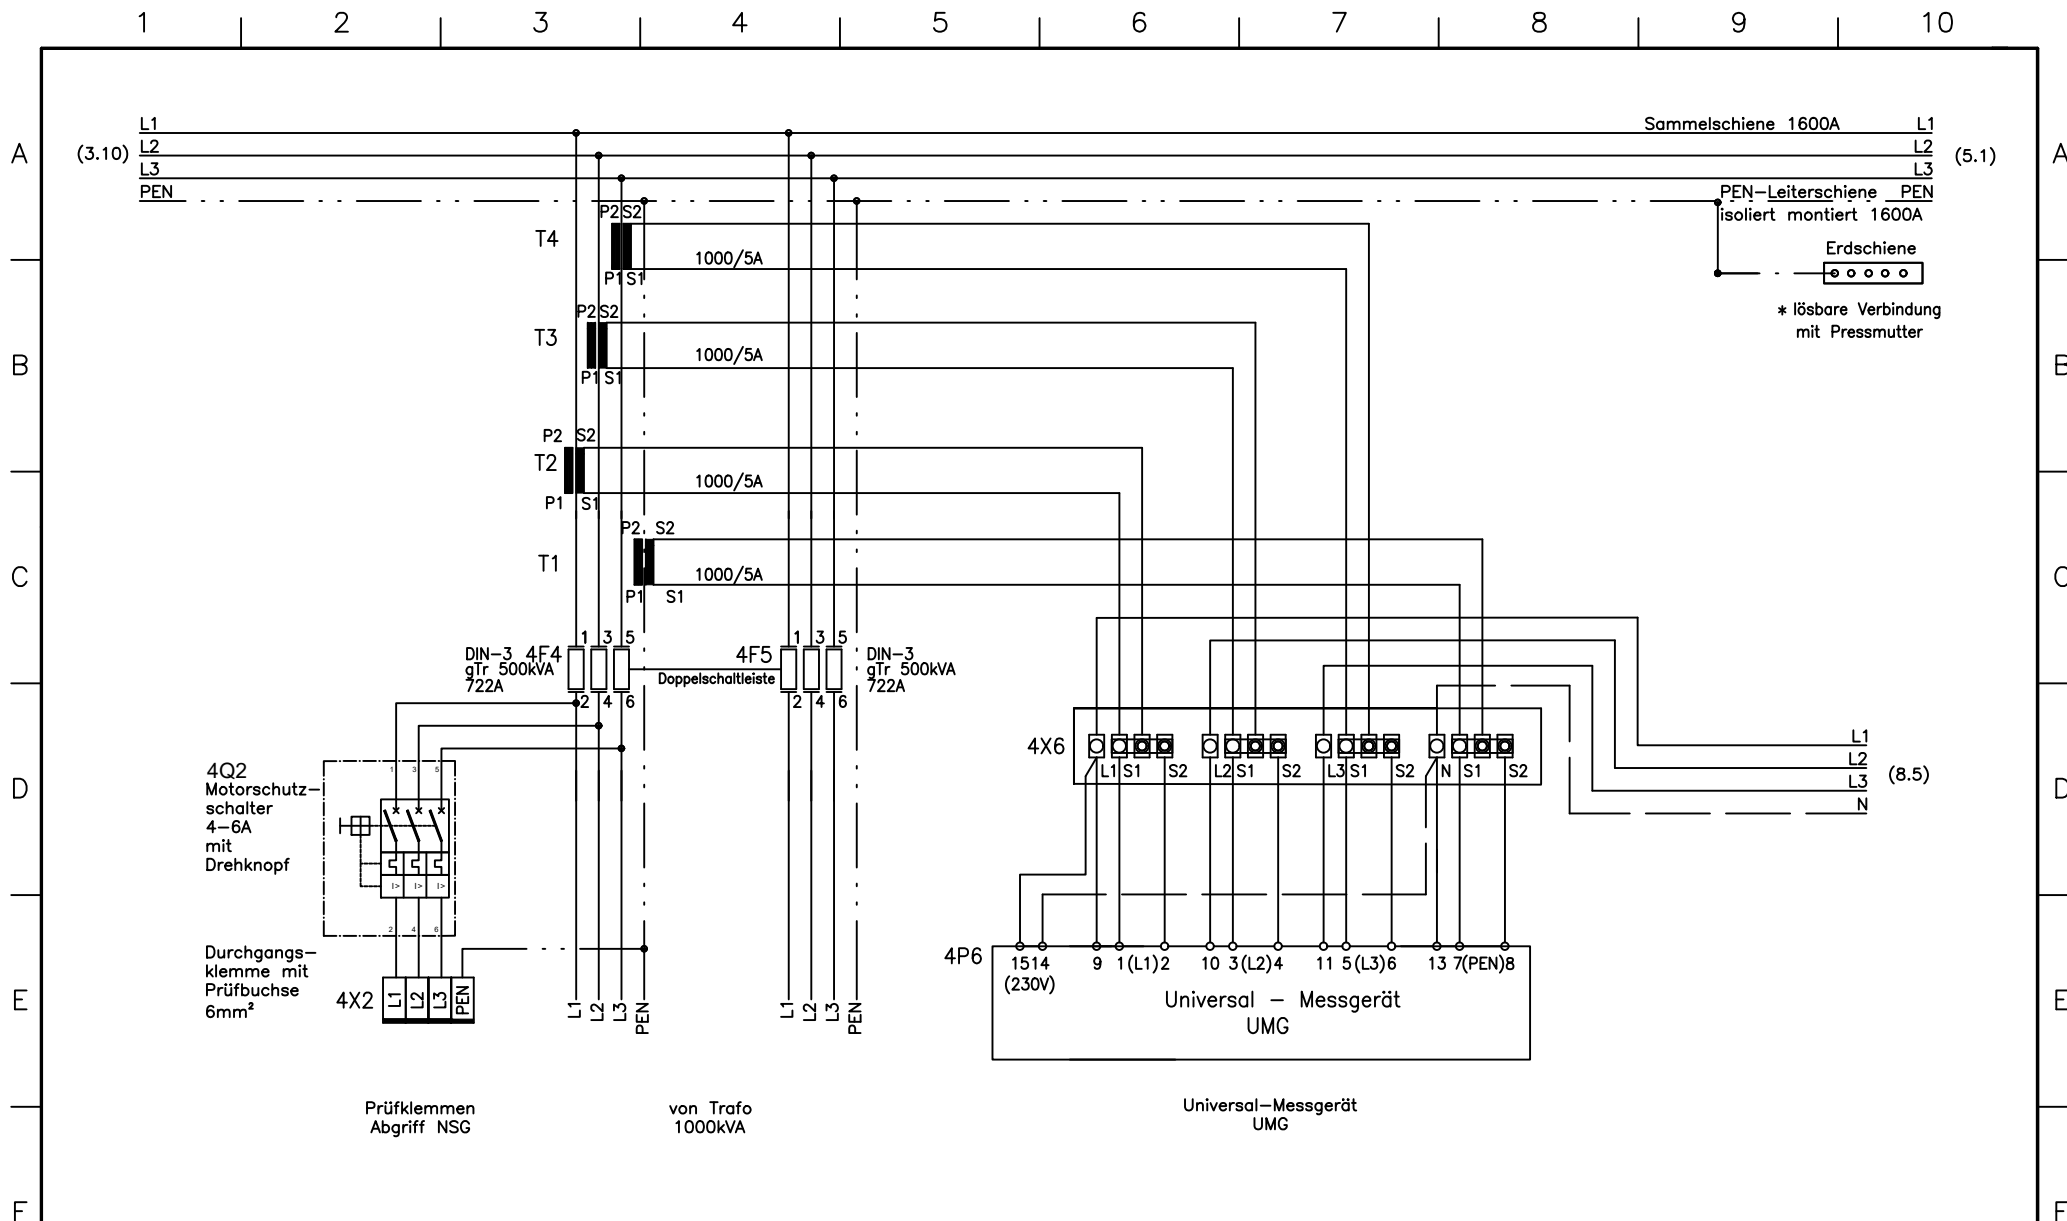 1 2 3 4 5 6 7 8 9 10
A A
B B
C C
D D
E E
F F
L1 Sammelschiene 1600A L1
(3.10) L2 L2 (5.1)
L3 L3
PEN PEN-Leiterschiene PEN
isoliert montiert 1600A
Erdschiene
* lösbare Verbindung
mit Pressmutter
P2 S2
T4
1000/5A
P1 S1
P2 S2
T3
1000/5A
P1 S1
P2 S2
T2
1000/5A
P1 S1
P2 S2
T1
1000/5A
P1 S1
1 3 5
DIN-3 4F4
gTr 500kVA
722A
2 4 6
Doppelschaltleiste
1 3 5
4F5 DIN-3
gTr 500kVA
722A
2 4 6
4Q2
Motorschutz-
schalter
4-6A
mit
Drehknopf
1 3 5
I> I> I>
2 4 6
Durchgangs-
klemme mit
Prüfbuchse
6mm²
4X2 L1 L2 L3 PEN
L1 L2 L3 PEN
L1 L2 L3 PEN
4X6
L1 S1 S2 L2 S1 S2 L3 S1 S2 N S1 S2
L1
L2
L3
N
(8.5)
4P6
15 14 9 1 (L1) 2 10 3 (L2) 4 11 5 (L3) 6 13 7 (PEN) 8
(230V)
Universal - Messgerät
UMG
Prüfklemmen
Abgriff NSG
von Trafo
1000kVA
Universal-Messgerät
UMG